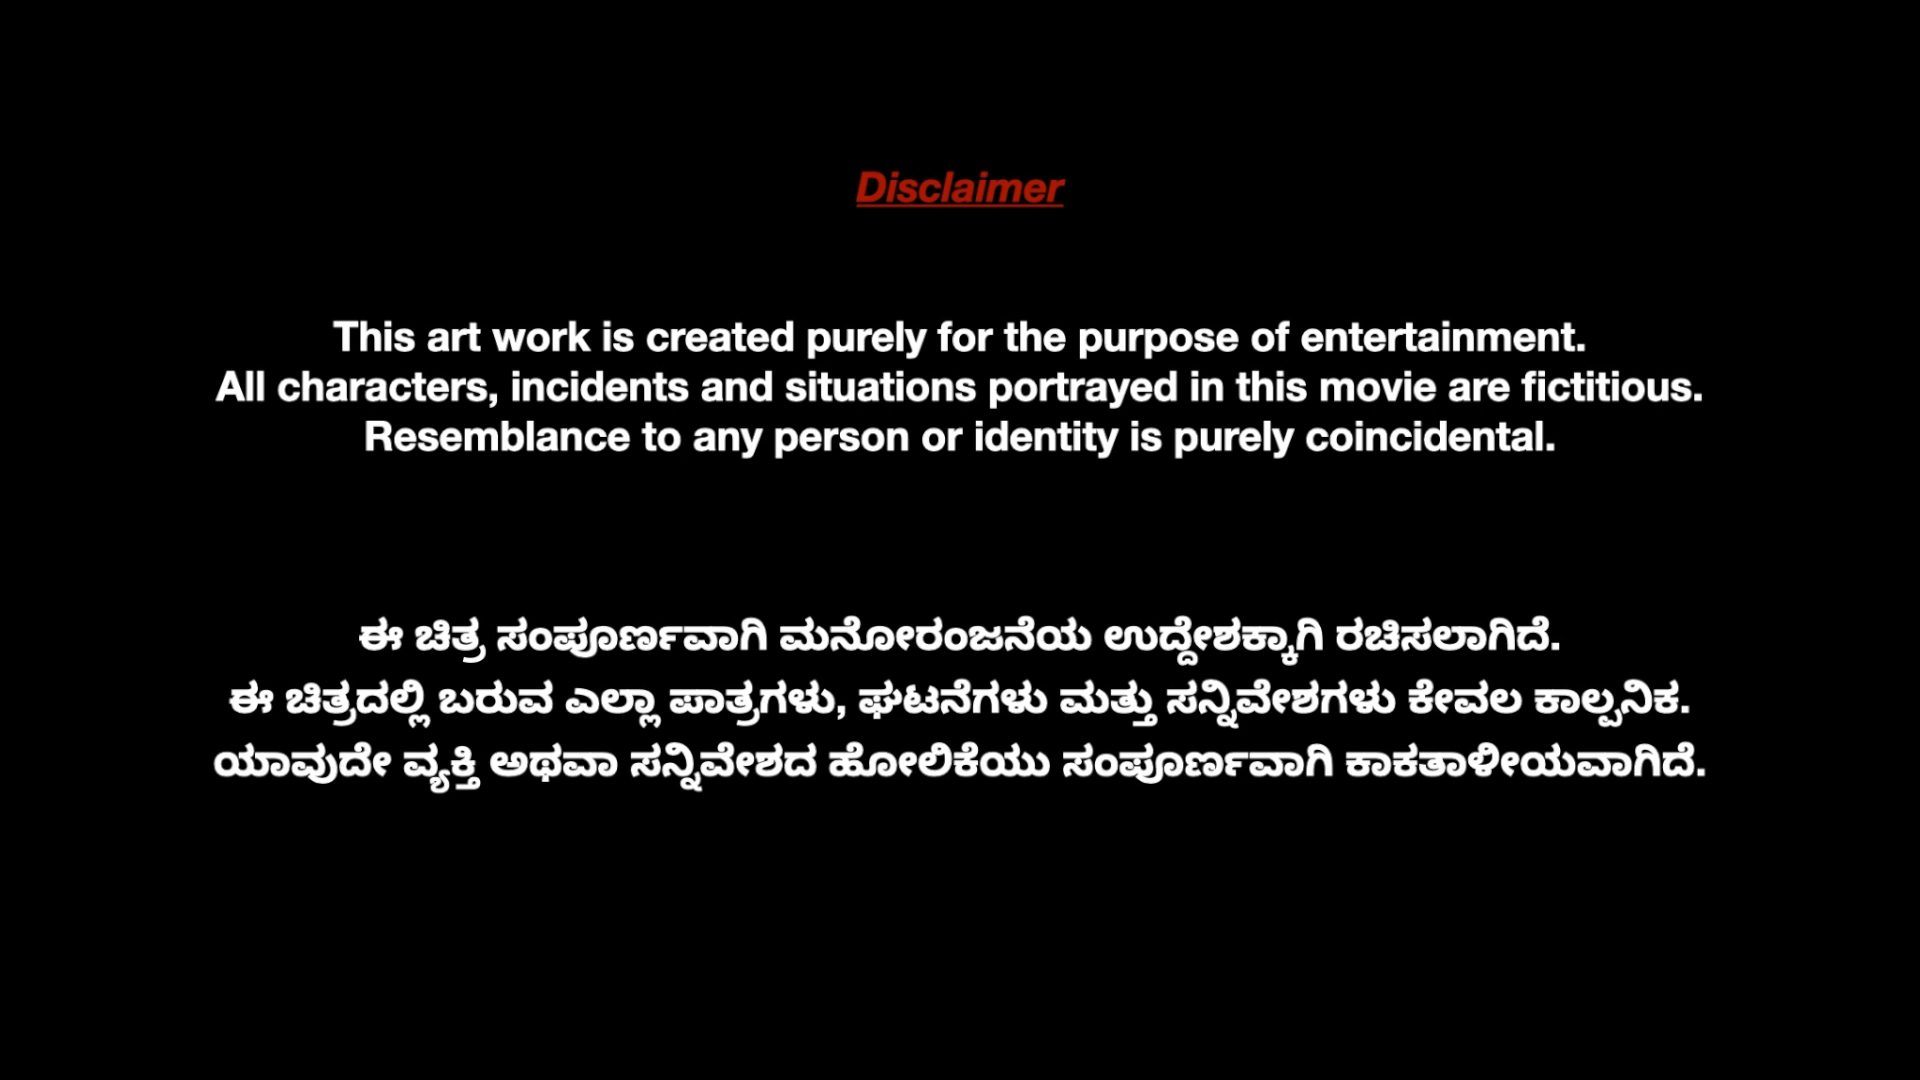 Disclaimer
This art work is created purely for the purpose of entertainment.
All characters, incidents and situations portrayed in this movie are fictitious.
Resemblance to any person or identity is purely coincidental.
ಈ ಚಿತ್ರ ಸಂಪೂರ್ಣವಾಗಿ ಮನೋರಂಜನೆಯ ಉದ್ದೇಶಕ್ಕಾಗಿ ರಚಿಸಲಾಗಿದೆ.
ಈ ಚಿತ್ರದಲ್ಲಿ ಬರುವ ಎಲ್ಲಾ ಪಾತ್ರಗಳು, ಘಟನೆಗಳು ಮತ್ತು ಸನ್ನಿವೇಶಗಳು ಕೇವಲ ಕಾಲ್ಪನಿಕ.
ಯಾವುದೇ ವ್ಯಕ್ತಿ ಅಥವಾ ಸನ್ನಿವೇಶದ ಹೋಲಿಕೆಯು ಸಂಪೂರ್ಣವಾಗಿ ಕಾಕತಾಳೀಯವಾಗಿದೆ.